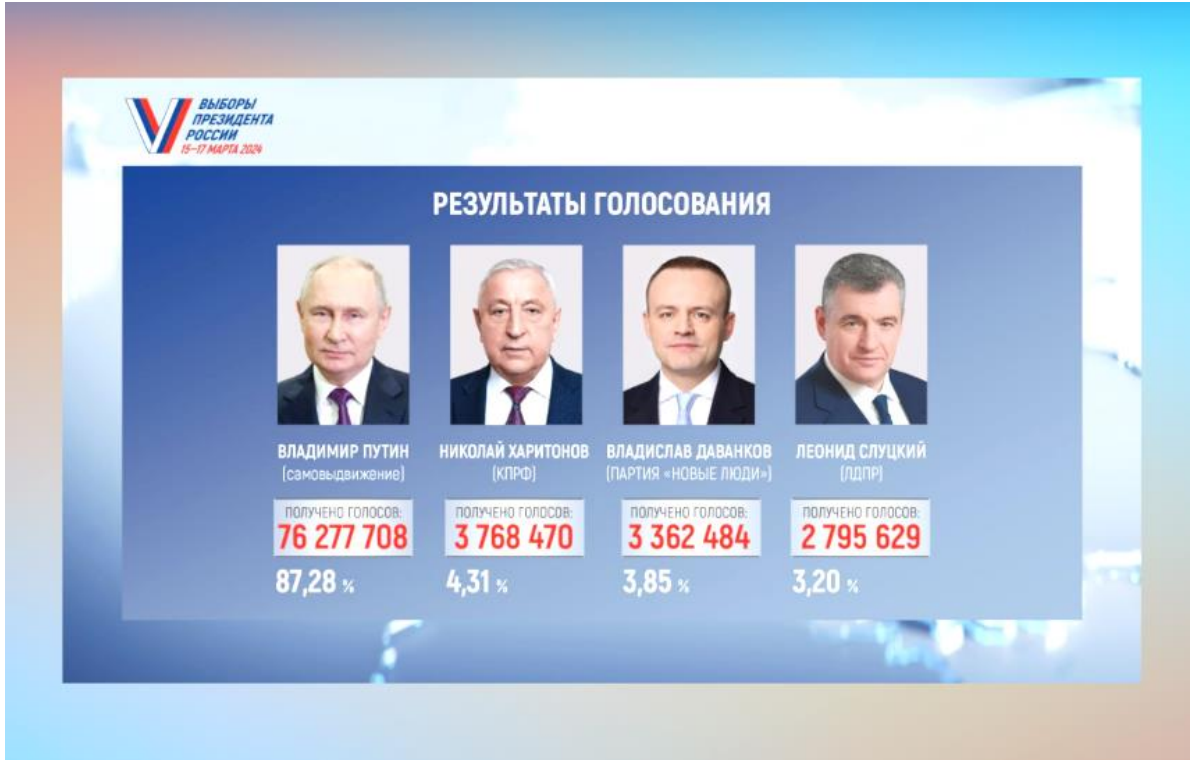 ВЫБОРЫ
ПРЕЗИДЕНТА
РОССИИ
15–17 МАРТА 2024
РЕЗУЛЬТАТЫ ГОЛОСОВАНИЯ
ВЛАДИМИР ПУТИН
(самовыдвижение)
ПОЛУЧЕНО ГОЛОСОВ:
76 277 708
87,28 %
НИКОЛАЙ ХАРИТОНОВ
(КПРФ)
ПОЛУЧЕНО ГОЛОСОВ:
3 768 470
4,31 %
ВЛАДИСЛАВ ДАВАНКОВ
(ПАРТИЯ «НОВЫЕ ЛЮДИ»)
ПОЛУЧЕНО ГОЛОСОВ:
3 362 484
3,85 %
ЛЕОНИД СЛУЦКИЙ
(ЛДПР)
ПОЛУЧЕНО ГОЛОСОВ:
2 795 629
3,20 %